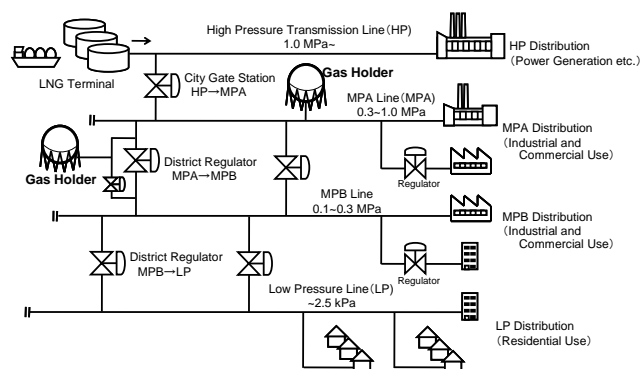 High Pressure Transmission Line(HP)
1.0 MPa~
HP Distribution
(Power Generation etc.)
LNG Terminal
City Gate Station
HP→MPA
Gas Holder
MPA Line(MPA)
0.3~1.0 MPa
MPA Distribution
(Industrial and
Commercial Use)
Gas Holder
District Regulator
MPA→MPB
Regulator
MPB Line
0.1~0.3 MPa
MPB Distribution
(Industrial and
Commercial Use)
District Regulator
MPB→LP
Regulator
Low Pressure Line(LP)
~2.5 kPa
LP Distribution
(Residential Use)